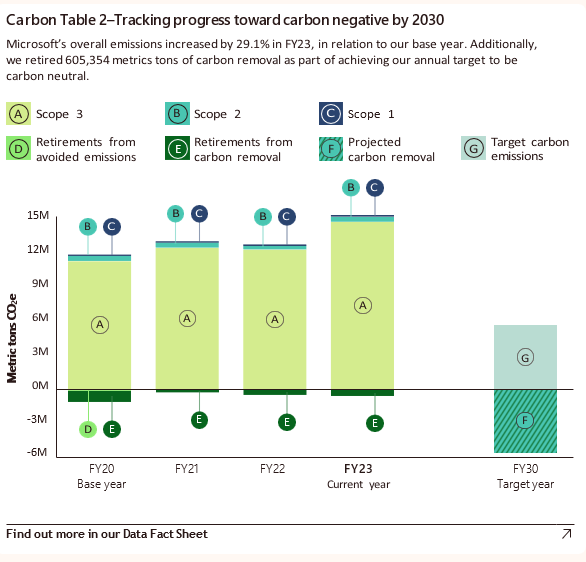 Carbon Table 2–Tracking progress toward carbon negative by 2030
Microsoft's overall emissions increased by 29.1% in FY23, in relation to our base year. Additionally,
we retired 605,354 metrics tons of carbon removal as part of achieving our annual target to be
carbon neutral.
A Scope 3
B Scope 2
C Scope 1
D Retirements from
avoided emissions
E Retirements from
carbon removal
F Projected
carbon removal
G Target carbon
emissions
Metric tons CO₂e
15M
12M
9M
6M
3M
0M
-3M
-6M
B C
A
D E
B C
A
E
B C
A
E
B C
A
E
G
F
FY20
Base year
FY21
FY22
FY23
Current year
FY30
Target year
Find out more in our Data Fact Sheet